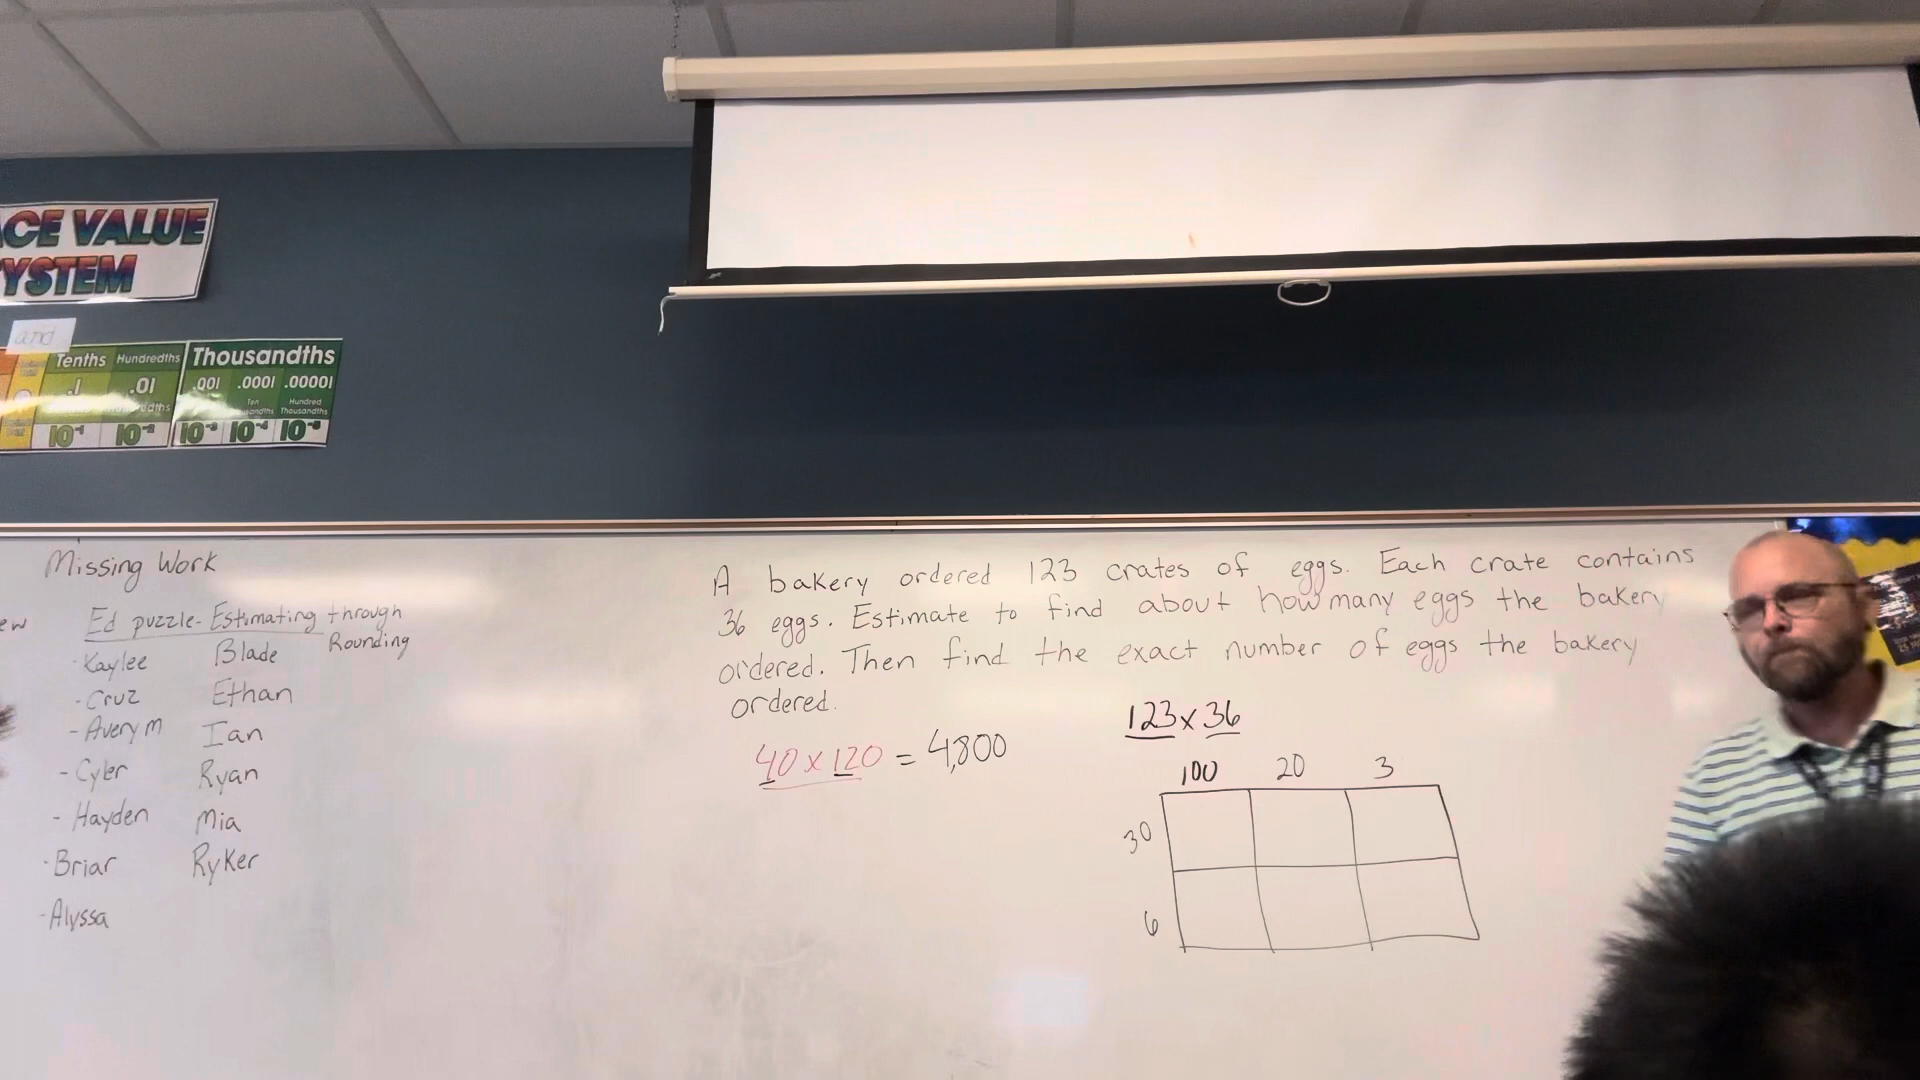 ACE VALUE
YSTEM
and
Tenths Hundredths Thousandths
.1 .01 .001 .0001 .00001
Ten Hundred
Thousandths
10⁻¹ 10⁻² 10⁻³ 10⁻⁴ 10⁻⁵
Missing Work
ew
Ed puzzle- Estimating through
Rounding
- Kaylee Blade
- Cruz Ethan
- Avery M Ian
- Cyler Ryan
- Hayden Mia
- Briar Ryker
- Alyssa
A bakery ordered 123 crates of eggs. Each crate contains
36 eggs. Estimate to find about how many eggs the bakery
ordered. Then find the exact number of eggs the bakery
ordered.
40 x 120 = 4,800
123 x 36
100 20 3
30
6